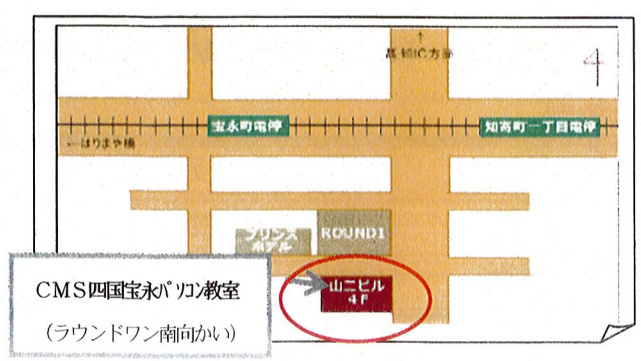 ↑
高知IC方面
4
宝永町電停
知寄町一丁目電停
←はりまや橋
プリンス
ホテル
ROUND1
山二ビル
4F
CMS四国宝永パソコン教室
(ラウンドワン南向かい)